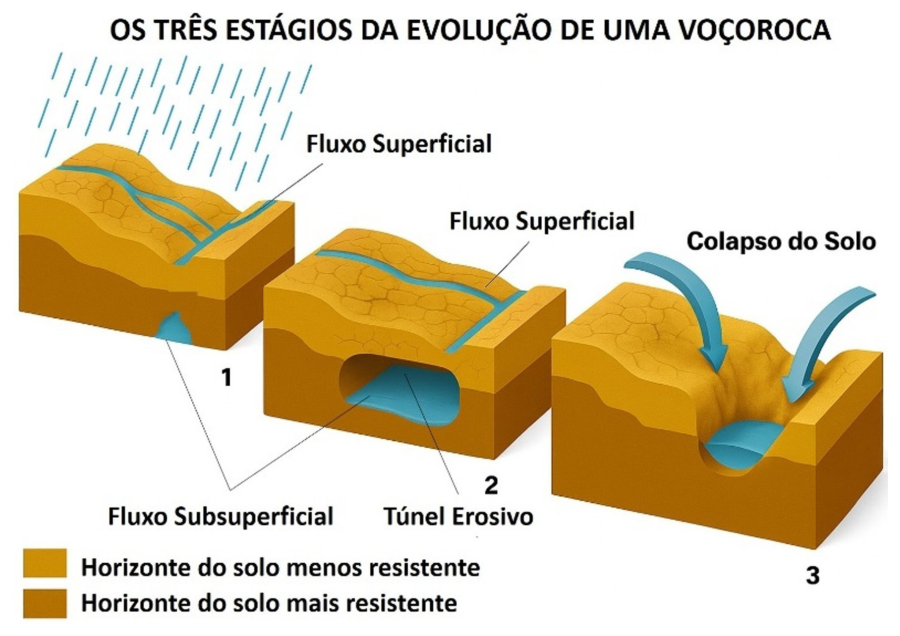 OS TRÊS ESTÁGIOS DA EVOLUÇÃO DE UMA VOÇOROCA
Fluxo Superficial
Fluxo Superficial
Colapso do Solo
1
2
Fluxo Subsuperficial
Túnel Erosivo
3
Horizonte do solo menos resistente
Horizonte do solo mais resistente